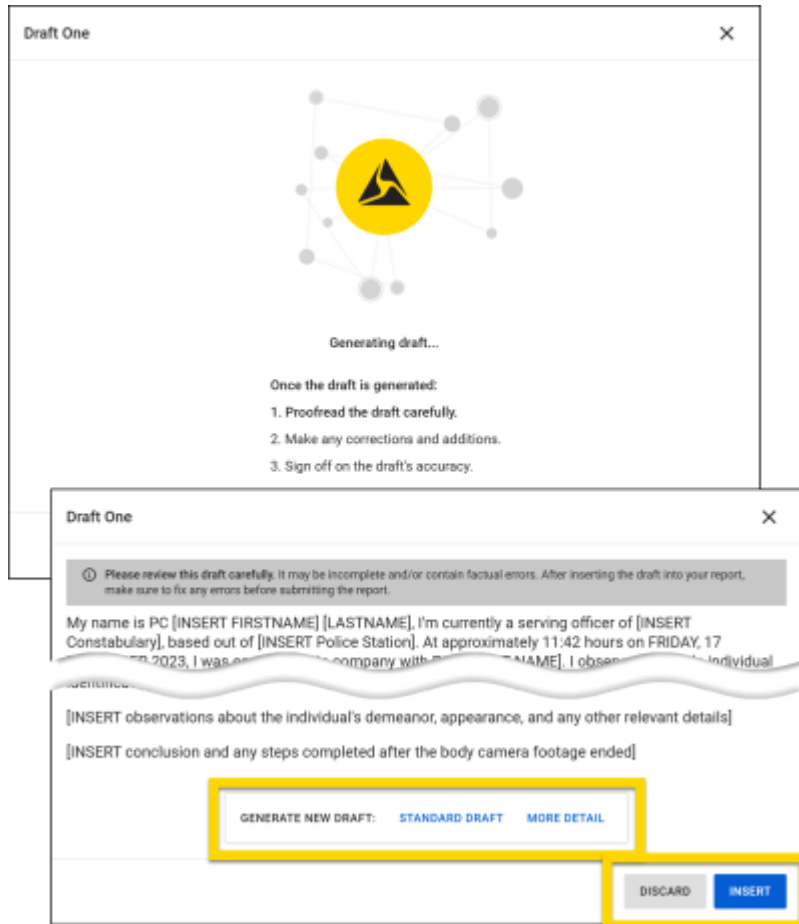 Draft One
Generating draft...
Once the draft is generated:
1. Proofread the draft carefully.
2. Make any corrections and additions.
3. Sign off on the draft's accuracy.
Draft One
Please review this draft carefully. It may be incomplete and/or contain factual errors. After inserting the draft into your report,
make sure to fix any errors before submitting the report.
My name is PC [INSERT FIRSTNAME] [LASTNAME], I'm currently a serving officer of [INSERT
Constabulary], based out of [INSERT Police Station]. At approximately 11:42 hours on FRIDAY, 17
2023, I was company with NAME]. I individual
[INSERT observations about the individual's demeanor, appearance, and any other relevant details]
[INSERT conclusion and any steps completed after the body camera footage ended]
GENERATE NEW DRAFT: STANDARD DRAFT MORE DETAIL
DISCARD INSERT